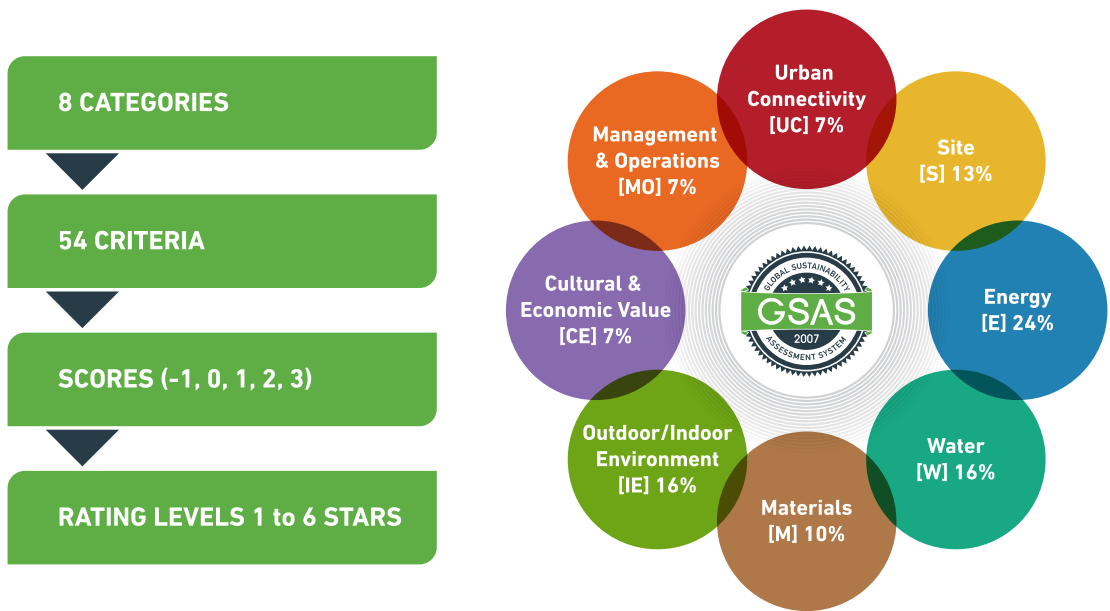 8 CATEGORIES
54 CRITERIA
SCORES (-1, 0, 1, 2, 3)
RATING LEVELS 1 to 6 STARS
Urban
Connectivity
[UC] 7%
Site
[S] 13%
Energy
[E] 24%
Water
[W] 16%
Materials
[M] 10%
Outdoor/Indoor
Environment
[IE] 16%
Cultural &
Economic Value
[CE] 7%
Management
& Operations
[MO] 7%
GLOBAL SUSTAINABILITY
GSAS
2007
ASSESSMENT SYSTEM